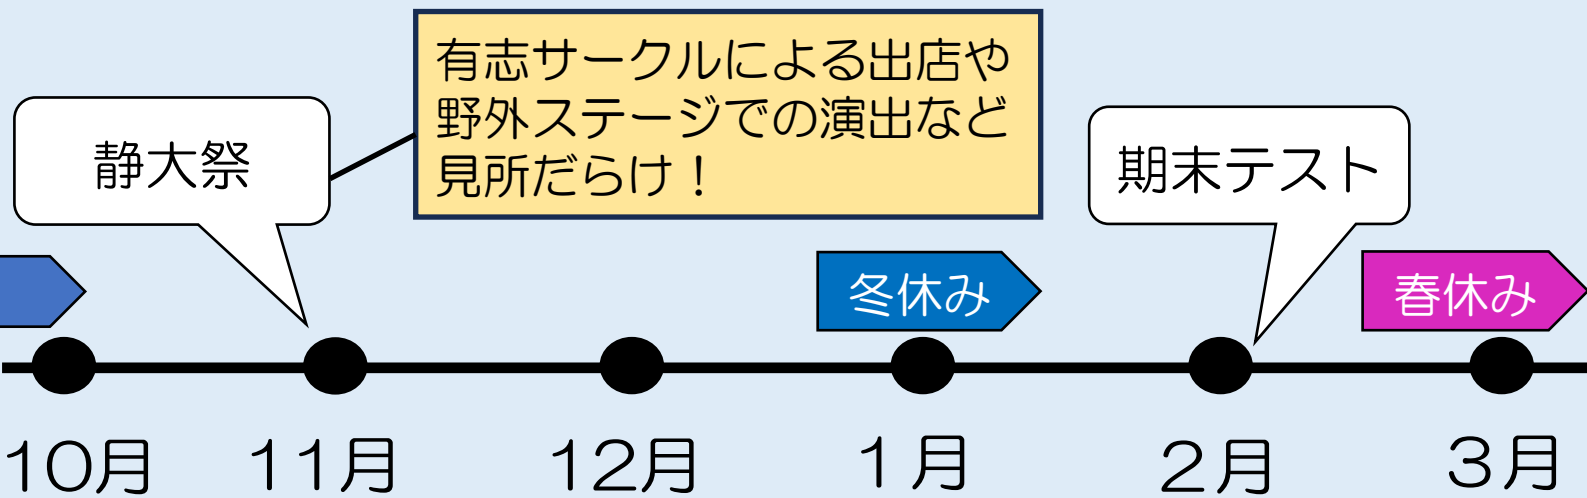 有志サークルによる出店や
野外ステージでの演出など
見所だらけ！
静大祭
期末テスト
冬休み
春休み
10月
11月
12月
1月
2月
3月